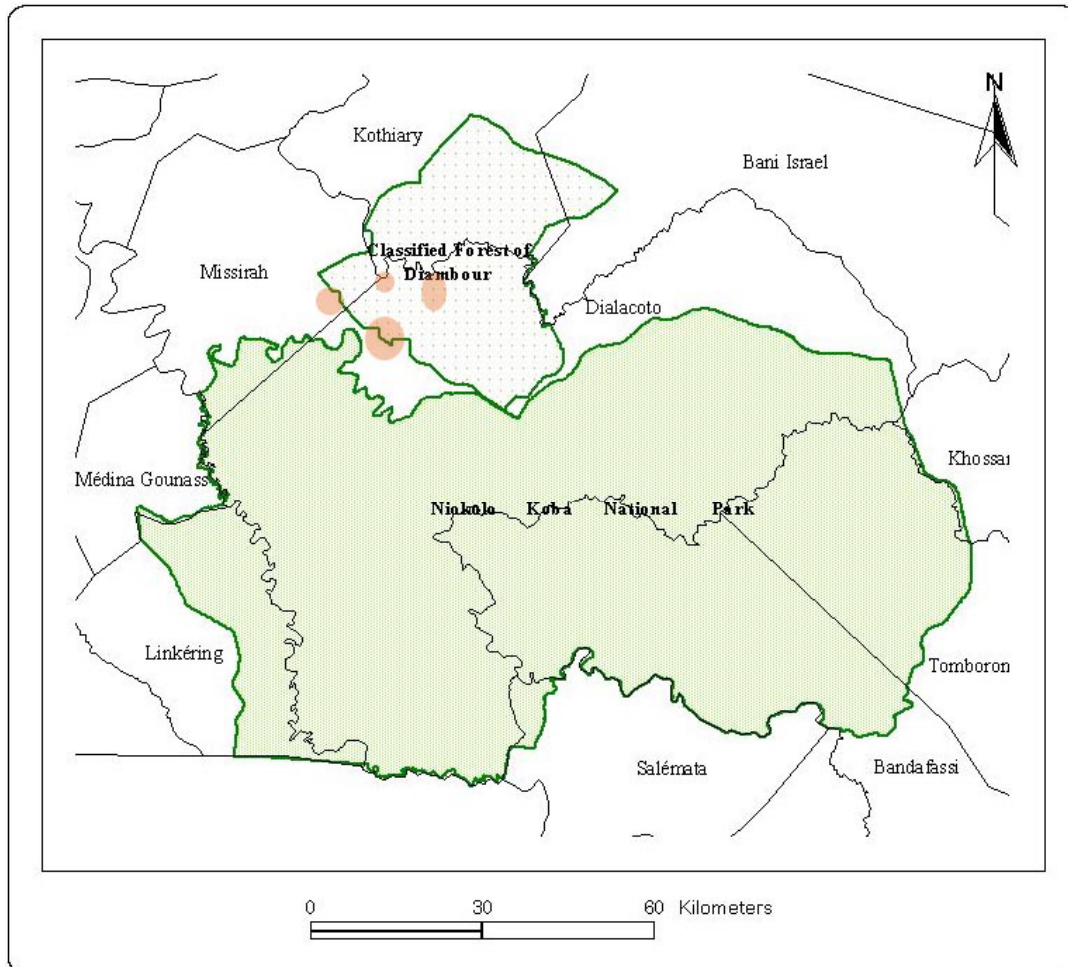 N
Kothiary
Bani Israel
Classified Forest of
Diambour
Missirah
Dialacoto
Médina Gounass
Khossan
Niokolo Koba National Park
Linkéring
Tomboron
Salémata
Bandafassi
0 30 60 Kilometers